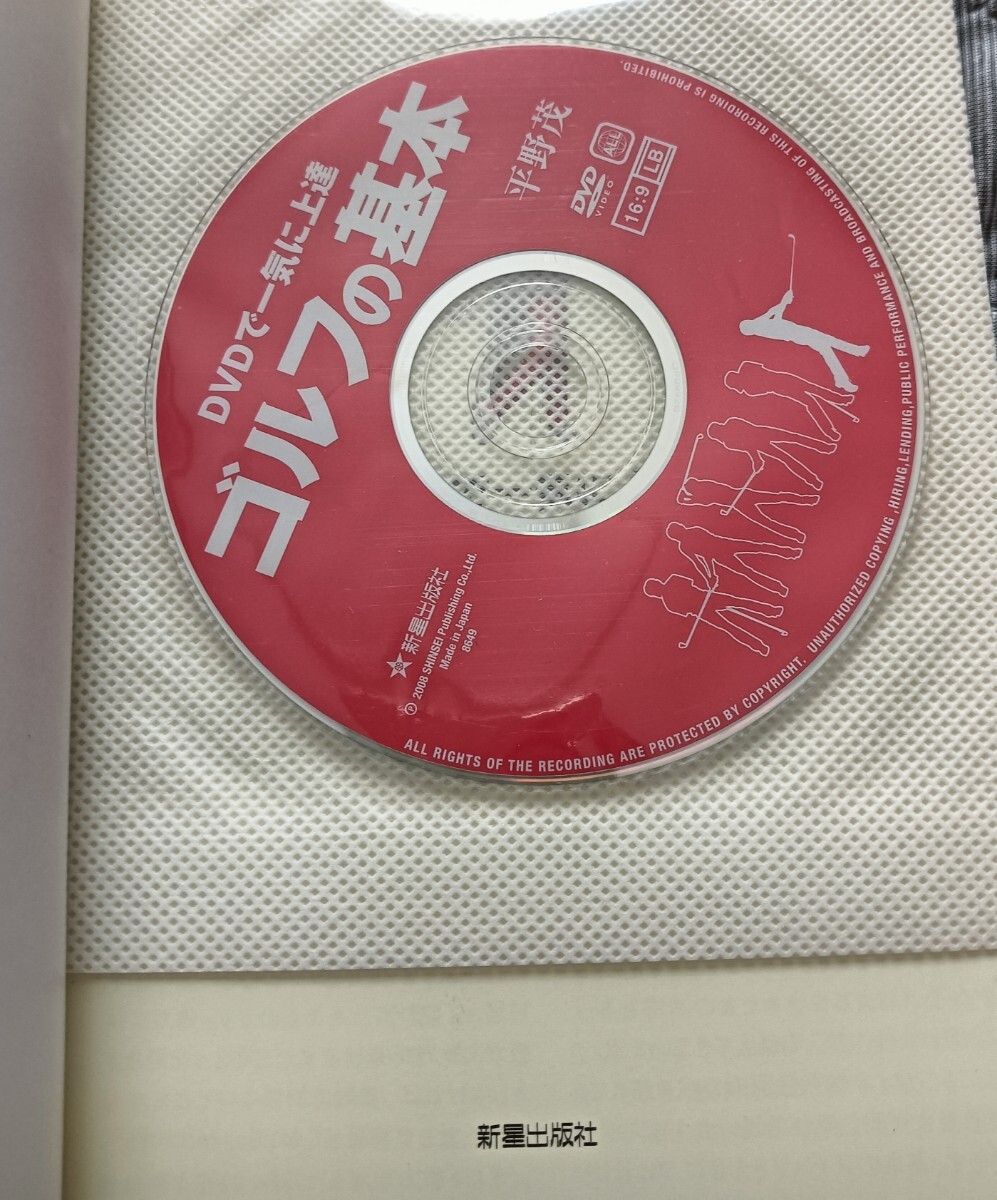 DVDで一気に上達
ゴルフの基本
平野茂
DVD
VIDEO
ALL
16:9 LB
新星出版社
Ⓟ 2008 SHINSEI Publishing Co.,Ltd.
Made in Japan
8649
ALL RIGHTS OF THE RECORDING ARE PROTECTED BY COPYRIGHT. UNAUTHORIZED COPYING ,HIRING,LENDING,PUBLIC PERFORMANCE AND BROADCASTING OF THIS RECORDING IS PROHIBITED.
新星出版社